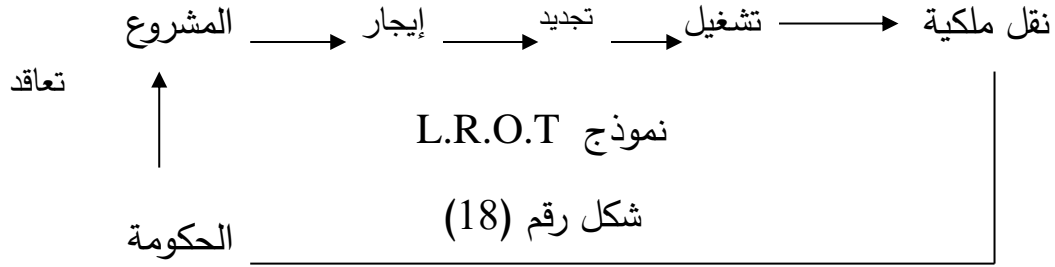 المشروع إيجار تجديد تشغيل نقل ملكية
تعاقد
نموذج L.R.O.T
شكل رقم (18)
الحكومة